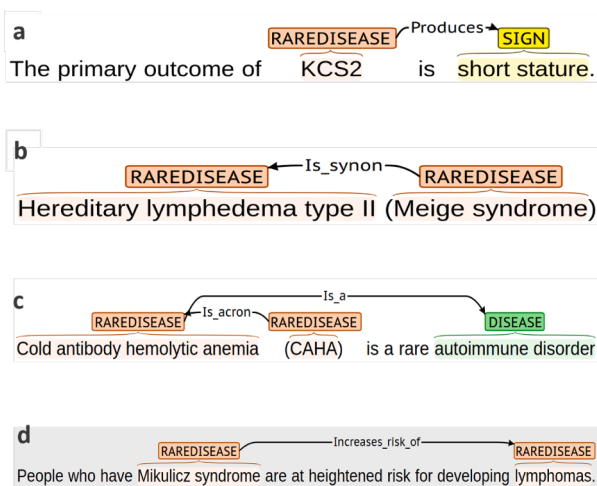 a
Produces
RAREDISEASE SIGN
The primary outcome of KCS2 is short stature.
b
Is_synon
RAREDISEASE RAREDISEASE
Hereditary lymphedema type II (Meige syndrome)
c
Is_a
Is_acron
RAREDISEASE RAREDISEASE DISEASE
Cold antibody hemolytic anemia (CAHA) is a rare autoimmune disorder
d
Increases_risk_of
RAREDISEASE RAREDISEASE
People who have Mikulicz syndrome are at heightened risk for developing lymphomas.